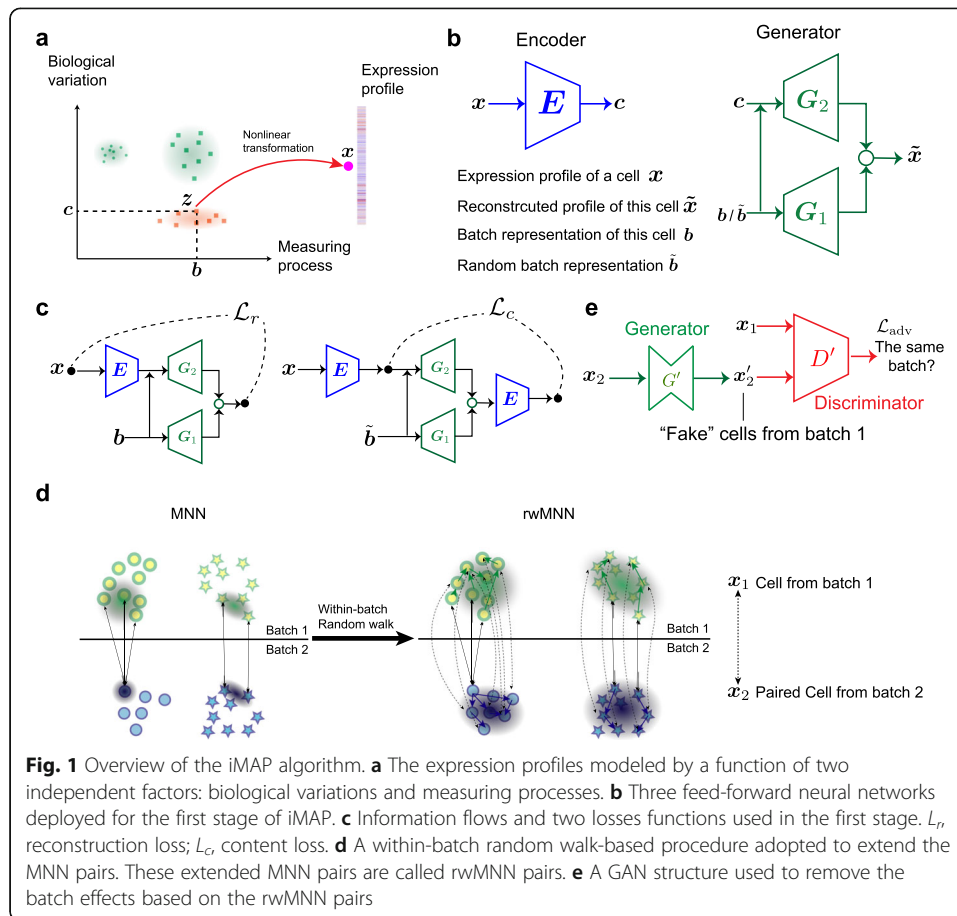 a
Biological
variation
Expression
profile
Nonlinear
transformation
x
z
c
b
Measuring
process
b
Encoder
Generator
x
E
c
c
G₂
x̃
b/b̃
G₁
Expression profile of a cell x
Reconstrcuted profile of this cell x̃
Batch representation of this cell b
Random batch representation b̃
c
ℒr
x
E
G₂
b
G₁
ℒc
x
E
G₂
E
b̃
G₁
e
Generator
x₁
ℒadv
The same
batch?
x₂
G′
x′₂
D′
Discriminator
“Fake” cells from batch 1
d
MNN
rwMNN
Within-batch
Random walk
Batch 1
Batch 2
Batch 1
Batch 2
x₁ Cell from batch 1
x₂ Paired Cell from batch 2
Fig. 1 Overview of the iMAP algorithm. a The expression profiles modeled by a function of two
independent factors: biological variations and measuring processes. b Three feed-forward neural networks
deployed for the first stage of iMAP. c Information flows and two losses functions used in the first stage. Lr,
reconstruction loss; Lc, content loss. d A within-batch random walk-based procedure adopted to extend the
MNN pairs. These extended MNN pairs are called rwMNN pairs. e A GAN structure used to remove the
batch effects based on the rwMNN pairs